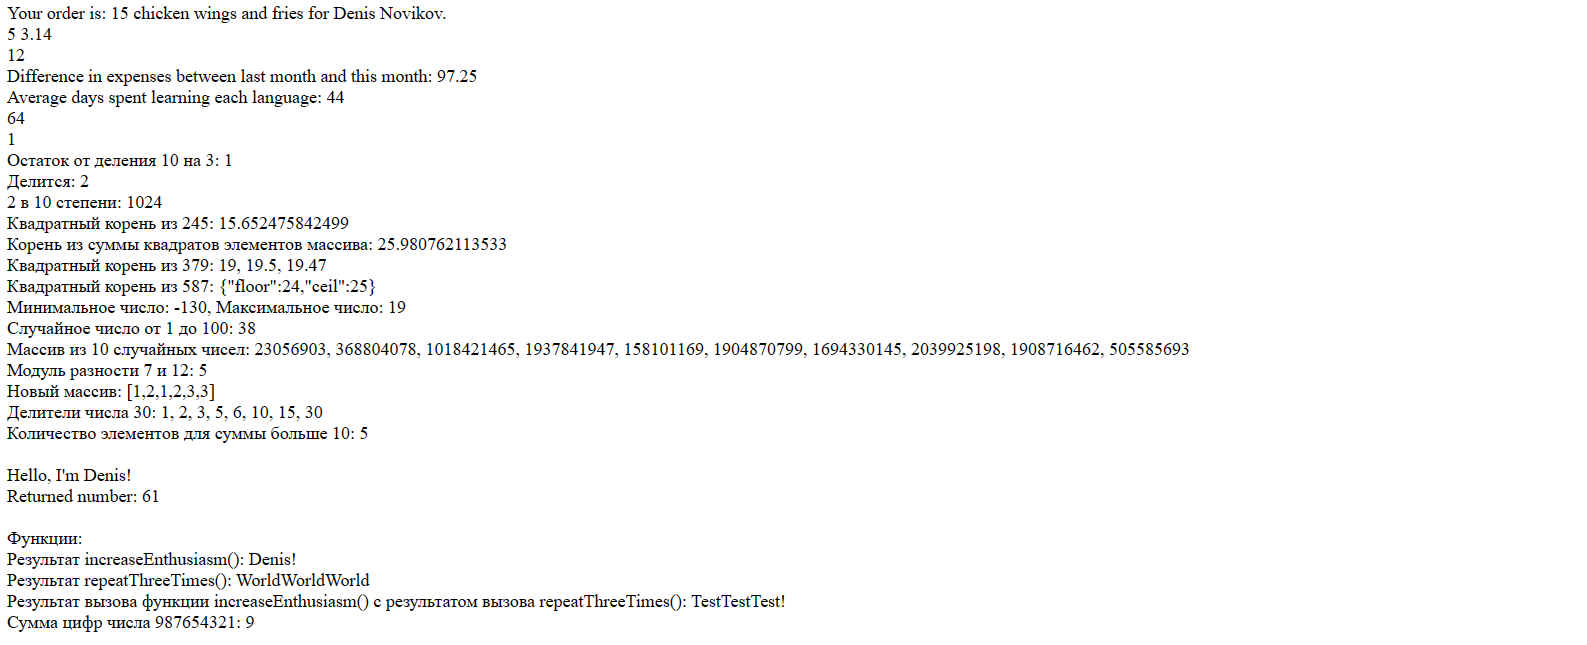 Your order is: 15 chicken wings and fries for Denis Novikov.
5 3.14
12
Difference in expenses between last month and this month: 97.25
Average days spent learning each language: 44
64
1
Остаток от деления 10 на 3: 1
Делится: 2
2 в 10 степени: 1024
Квадратный корень из 245: 15.652475842499
Корень из суммы квадратов элементов массива: 25.980762113533
Квадратный корень из 379: 19, 19.5, 19.47
Квадратный корень из 587: {"floor":24,"ceil":25}
Минимальное число: -130, Максимальное число: 19
Случайное число от 1 до 100: 38
Массив из 10 случайных чисел: 23056903, 368804078, 1018421465, 1937841947, 158101169, 1904870799, 1694330145, 2039925198, 1908716462, 505585693
Модуль разности 7 и 12: 5
Новый массив: [1,2,1,2,3,3]
Делители числа 30: 1, 2, 3, 5, 6, 10, 15, 30
Количество элементов для суммы больше 10: 5
Hello, I'm Denis!
Returned number: 61
Функции:
Результат increaseEnthusiasm(): Denis!
Результат repeatThreeTimes(): WorldWorldWorld
Результат вызова функции increaseEnthusiasm() с результатом вызова repeatThreeTimes(): TestTestTest!
Сумма цифр числа 987654321: 9